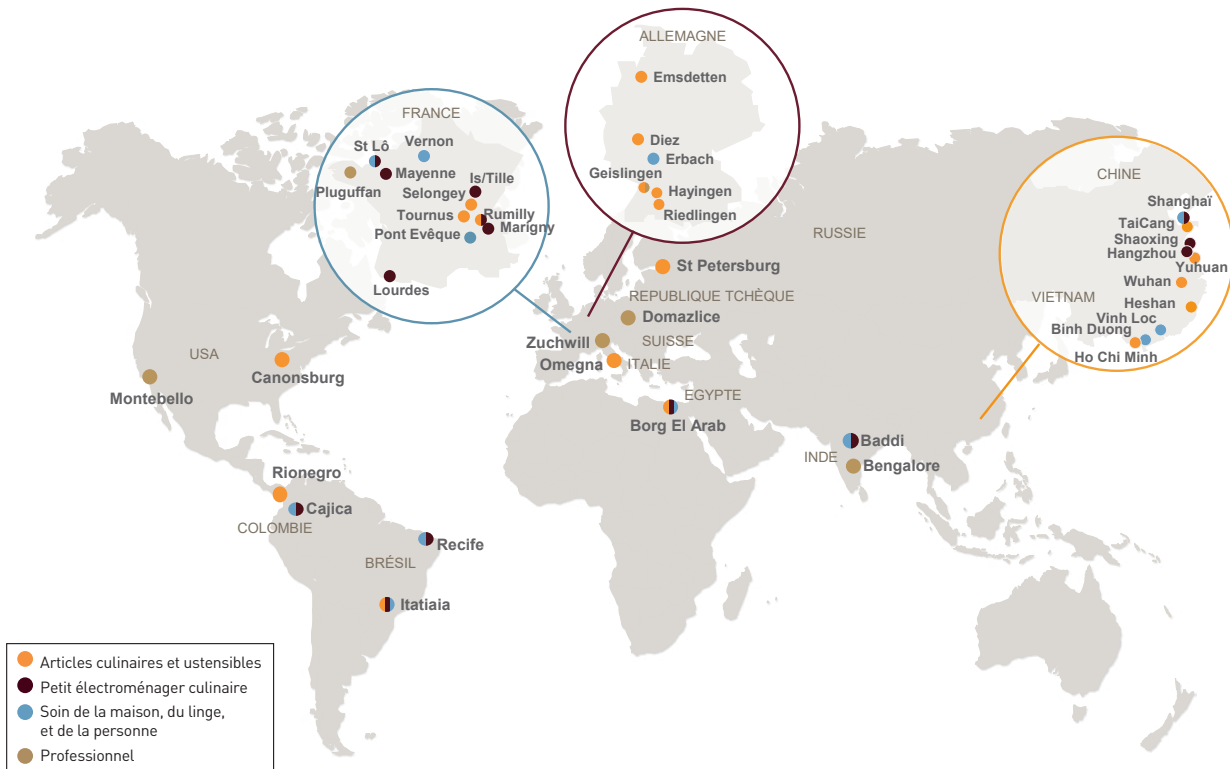 ALLEMAGNE
Emsdetten
Diez
Erbach
Geislingen
Hayingen
Riedlingen
FRANCE
St Lô
Vernon
Mayenne
Is/Tille
Pluguffan
Selongey
Tournus
Rumilly
Marigny
Pont Evêque
Lourdes
CHINE
Shanghaï
TaiCang
Shaoxing
Hangzhou
Yuhuan
Wuhan
VIETNAM
Heshan
Vinh Loc
Binh Duong
Ho Chi Minh
RUSSIE
St Petersburg
REPUBLIQUE TCHÈQUE
Domazlice
Zuchwill
SUISSE
Omegna
ITALIE
USA
Canonsburg
Montebello
EGYPTE
Borg El Arab
Baddi
INDE
Bengalore
Rionegro
Cajica
COLOMBIE
Recife
BRÉSIL
Itatiaia
Articles culinaires et ustensibles
Petit électroménager culinaire
Soin de la maison, du linge,
et de la personne
Professionnel